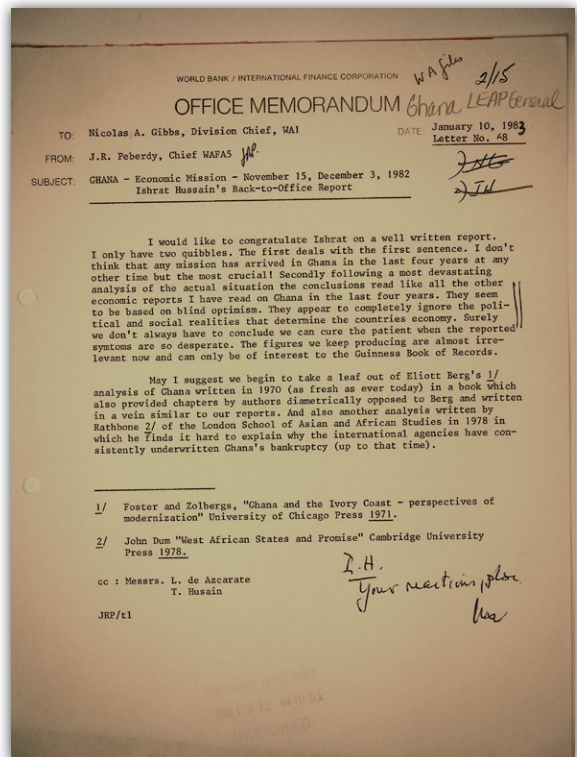 WORLD BANK / INTERNATIONAL FINANCE CORPORATION
WA files
2/15
OFFICE MEMORANDUM
Ghana LEAP General
TO: Nicolas A. Gibbs, Division Chief, WA1
DATE: January 10, 1983
Letter No. 68
FROM: J.R. Peberdy, Chief WAFA5
SUBJECT: GHANA - Economic Mission - November 15, December 3, 1982
Ishrat Hussain's Back-to-Office Report
I would like to congratulate Ishrat on a well written report.
I only have two quibbles. The first deals with the first sentence. I don't
think that any mission has arrived in Ghana in the last four years at any
other time but the most crucial! Secondly following a most devastating
analysis of the actual situation the conclusions read like all the other
economic reports I have read on Ghana in the last four years. They seem
to be based on blind optimism. They appear to completely ignore the poli-
tical and social realities that determine the countries economy. Surely
we don't always have to conclude we can cure the patient when the reported
symtoms are so desperate. The figures we keep producing are almost irre-
levant now and can only be of interest to the Guinness Book of Records.
May I suggest we begin to take a leaf out of Eliott Berg's 1/
analysis of Ghana written in 1970 (as fresh as ever today) in a book which
also provided chapters by authors diametrically opposed to Berg and written
in a vein similar to our reports. And also another analysis written by
Rathbone 2/ of the London School of Asian and African Studies in 1978 in
which he finds it hard to explain why the international agencies have con-
sistently underwritten Ghana's bankruptcy (up to that time).
1/ Foster and Zolbergs, "Ghana and the Ivory Coast - perspectives of
modernization" University of Chicago Press 1971.
2/ John Dum "West African States and Promise" Cambridge University
Press 1978.
cc : Messrs. L. de Azcarate
T. Husain
I.H.
Your reactions, pls.
JRP/tl